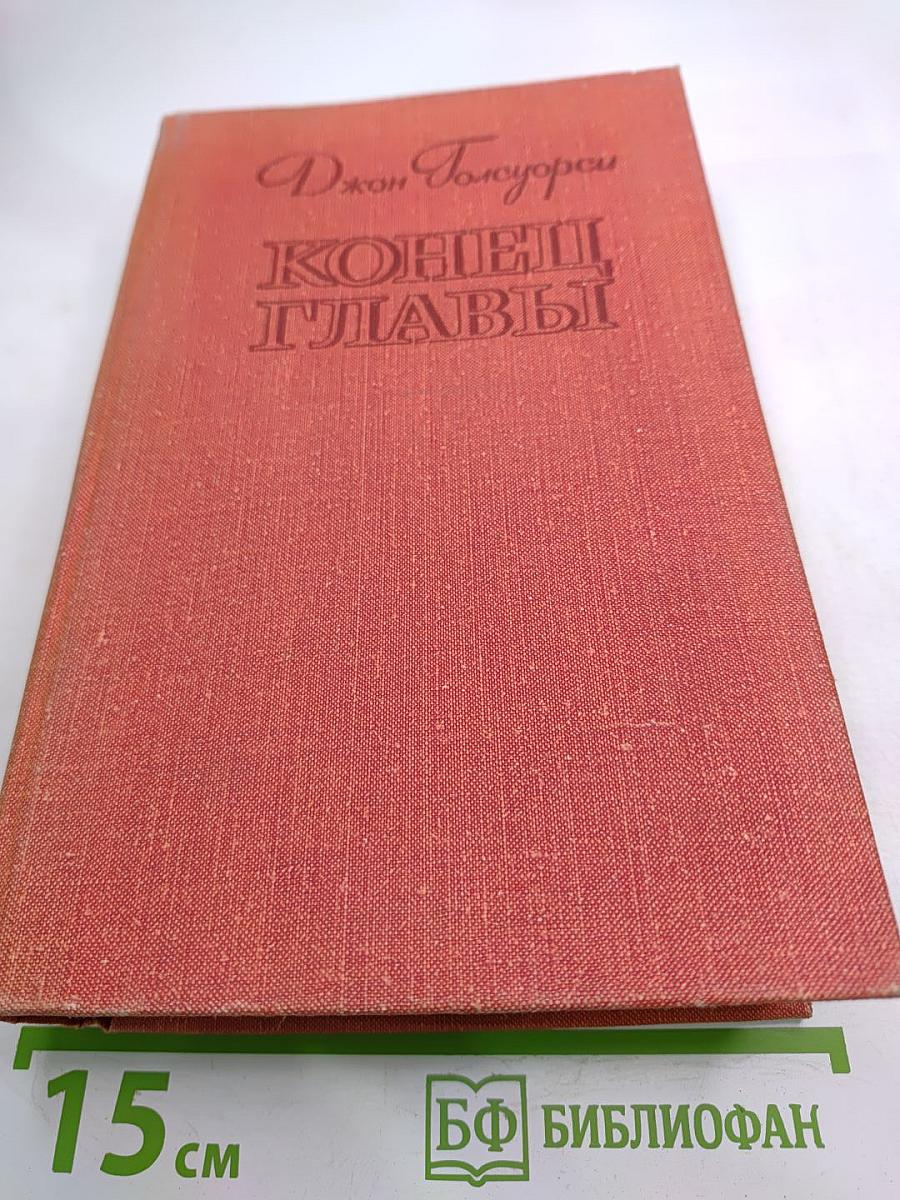 Джон Голсуорси
КОНЕЦ
ГЛАВЫ
15 см
БФ БИБЛИОФАН